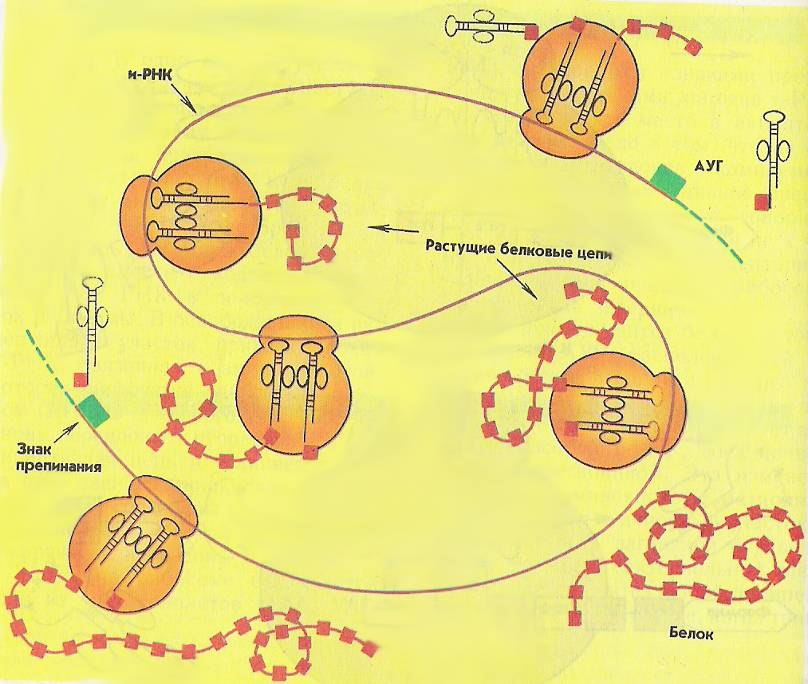 и-РНК
АУГ
Растущие белковые цепи
Знак
препинания
Белок